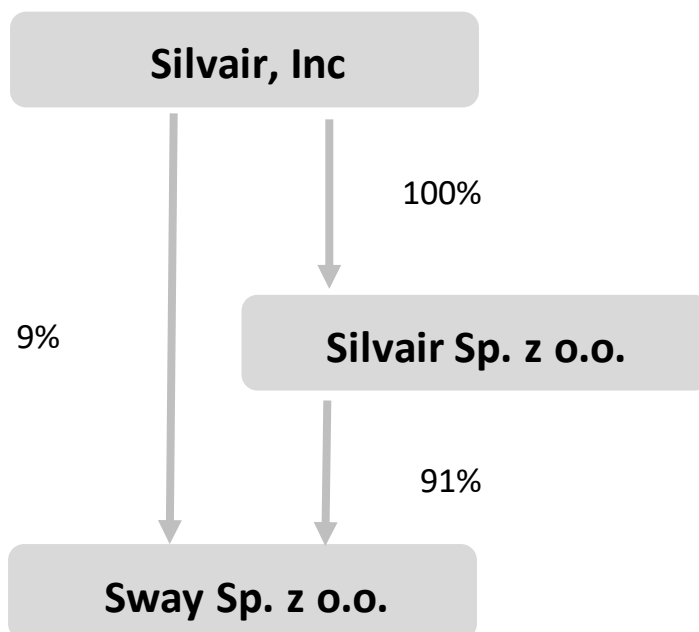 Silvair, Inc
100%
9%
Silvair Sp. z o.o.
91%
Sway Sp. z o.o.